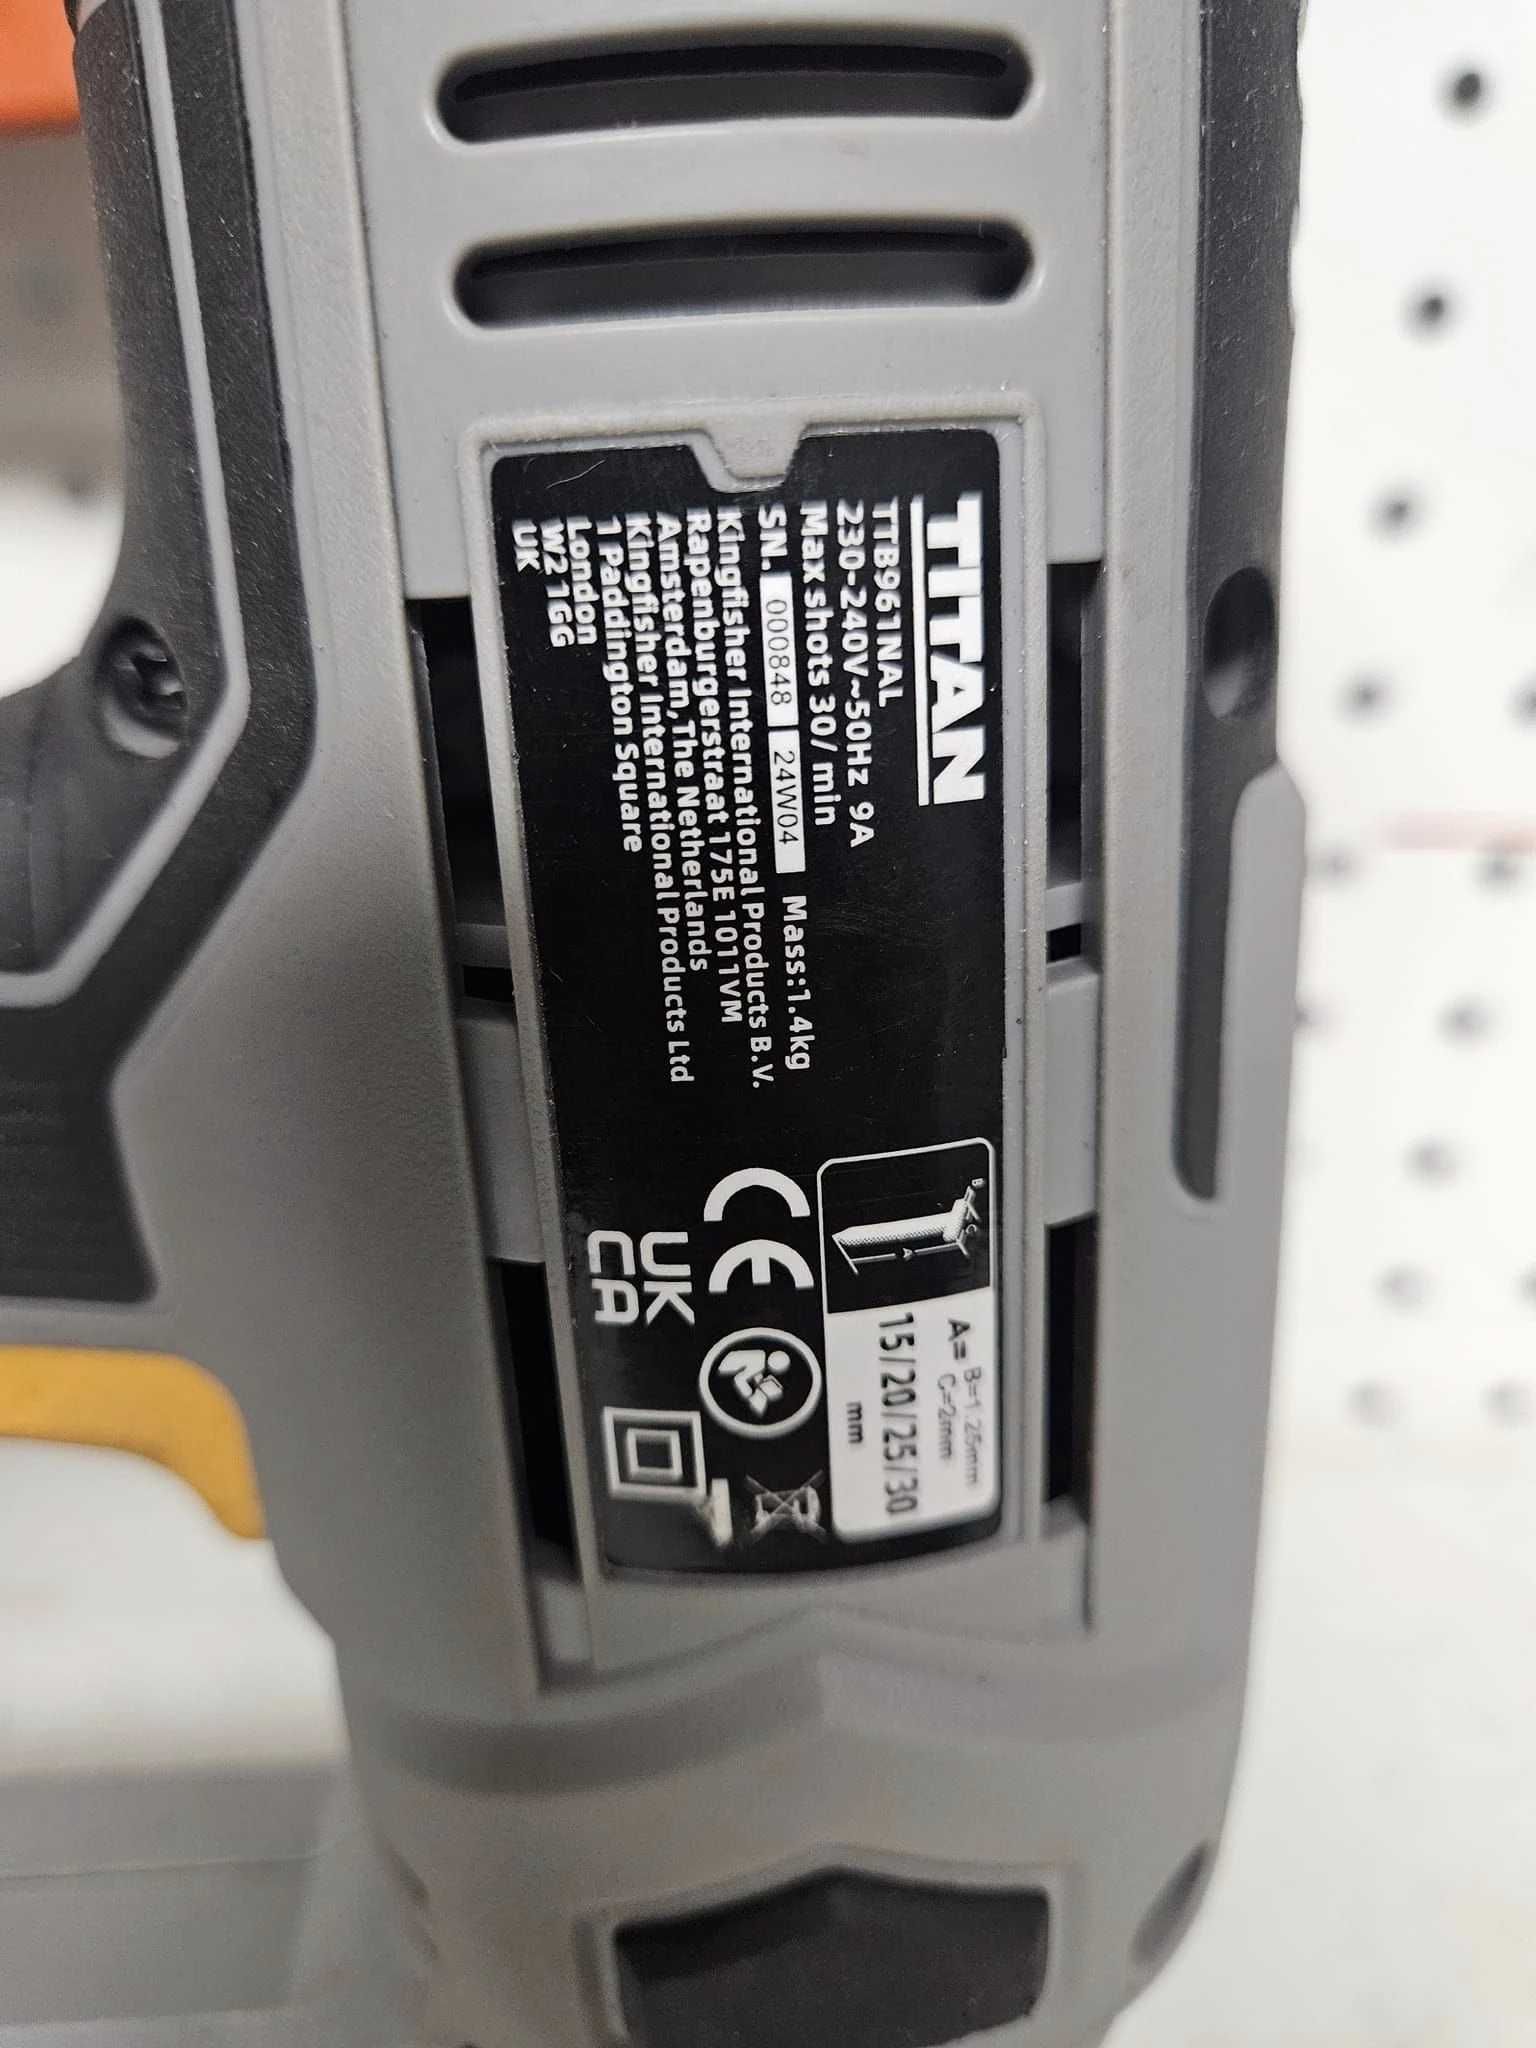 TITAN
TTB961NAL
230-240V~50Hz 9A
Max shots 30/ min
SN. 000848 24W04 Mass:1.4kg
Kingfisher International Products B.V.
Rapenburgerstraat 175E 1011VM
Amsterdam,The Netherlands
Kingfisher International Products Ltd
1 Paddington Square
London
W2 1GG
UK
B
C
A
A= B=1.25mm
C=2mm
15/20/25/30
mm
CE
UK
CA